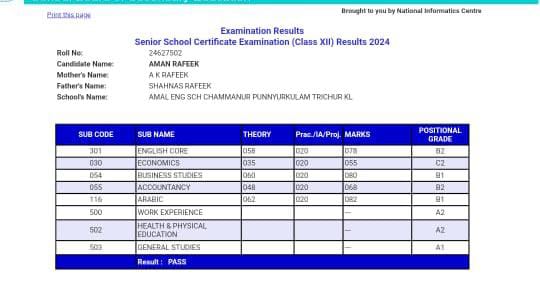 Print this page
Brought to you by National Informatics Centre
Examination Results
Senior School Certificate Examination (Class XII) Results 2024
Roll No: 24627502
Candidate Name: AMAN RAFEEK
Mother's Name: A K RAFEEK
Father's Name: SHAHNAS RAFEEK
School's Name: AMAL ENG SCH CHAMMANUR PUNNYURKULAM TRICHUR KL
SUB CODE SUB NAME THEORY Prac./IA/Proj. MARKS POSITIONAL GRADE
301 ENGLISH CORE 058 020 078 B2
030 ECONOMICS 035 020 055 C2
054 BUSINESS STUDIES 060 020 080 B1
055 ACCOUNTANCY 048 020 068 B2
116 ARABIC 062 020 082 B1
500 WORK EXPERIENCE --- A2
502 HEALTH & PHYSICAL EDUCATION --- A2
503 GENERAL STUDIES --- A1
Result : PASS